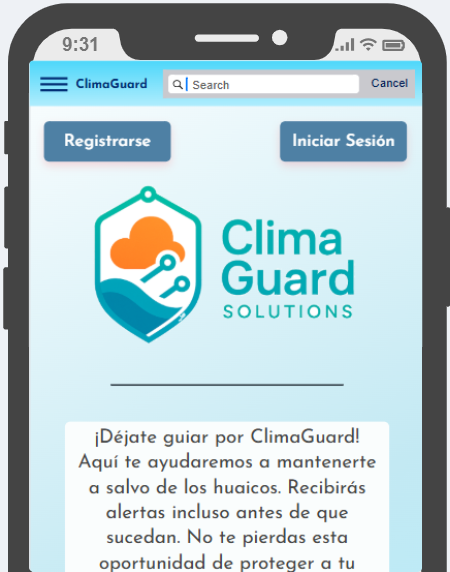 9:31
ClimaGuard
Search
Cancel
Registrarse
Iniciar Sesión
Clima
Guard
SOLUTIONS
¡Déjate guiar por ClimaGuard!
Aquí te ayudaremos a mantenerte
a salvo de los huaicos. Recibirás
alertas incluso antes de que
sucedan. No te pierdas esta
oportunidad de proteger a tu